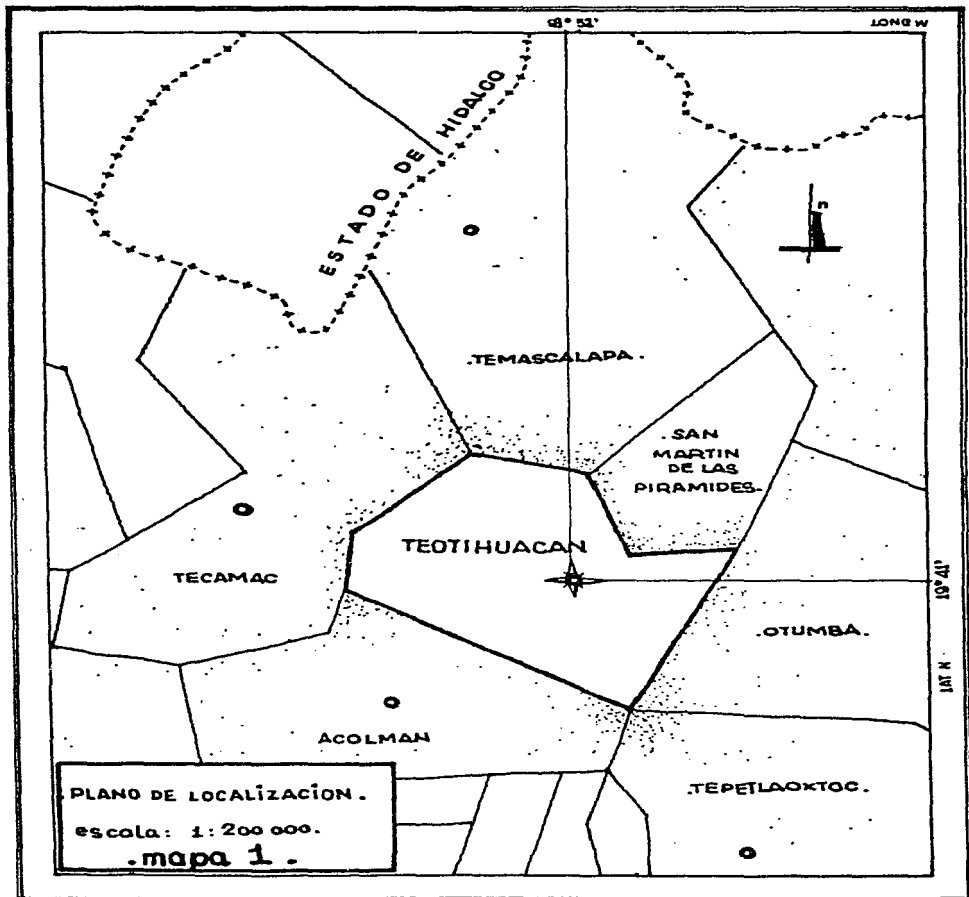 98° 52'
LONG W
ESTADO DE HIDALGO
.TEMASCALAPA.
.SAN
MARTIN
DE LAS
PIRAMIDES.
TEOTIHUACAN
TECAMAC
19° 41'
.OTUMBA.
LAT N
ACOLMAN
.TEPETLAOXTOC.
.PLANO DE LOCALIZACION.
escala: 1:200 000.
.mapa 1.